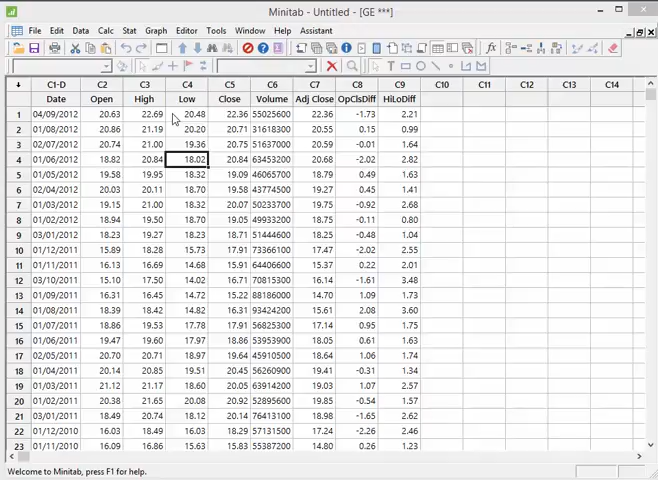 Minitab - Untitled - [GE ***]
File Edit Data Calc Stat Graph Editor Tools Window Help Assistant
C1-D C2 C3 C4 C5 C6 C7 C8 C9 C10 C11 C12 C13 C14
Date Open High Low Close Volume Adj Close OpClsDiff HiLoDiff
1 04/09/2012 20.63 22.69 20.48 22.36 55025600 22.36 -1.73 2.21
2 01/08/2012 20.86 21.19 20.20 20.71 31618300 20.55 0.15 0.99
3 02/07/2012 20.74 21.00 19.36 20.75 51637000 20.59 -0.01 1.64
4 01/06/2012 18.82 20.84 18.02 20.84 63453200 20.68 -2.02 2.82
5 01/05/2012 19.58 19.95 18.32 19.09 46065700 18.79 0.49 1.63
6 02/04/2012 20.03 20.11 18.70 19.58 43774500 19.27 0.45 1.41
7 01/03/2012 19.15 21.00 18.32 20.07 50233700 19.75 -0.92 2.68
8 01/02/2012 18.94 19.50 18.70 19.05 49933200 18.75 -0.11 0.80
9 03/01/2012 18.23 19.27 18.23 18.71 51444600 18.25 -0.48 1.04
10 01/12/2011 15.89 18.28 15.73 17.91 73366100 17.47 -2.02 2.55
11 01/11/2011 16.13 16.69 14.68 15.91 64406600 15.37 0.22 2.01
12 03/10/2011 15.10 17.50 14.02 16.71 70815300 16.14 -1.61 3.48
13 01/09/2011 16.31 16.45 14.72 15.22 88186000 14.70 1.09 1.73
14 01/08/2011 18.39 18.42 14.82 16.31 93424200 15.61 2.08 3.60
15 01/07/2011 18.86 19.53 17.78 17.91 56825300 17.14 0.95 1.75
16 01/06/2011 19.47 19.60 17.97 18.86 53953900 18.05 0.61 1.63
17 02/05/2011 20.70 20.71 18.97 19.64 45910500 18.64 1.06 1.74
18 01/04/2011 20.14 20.85 19.51 20.45 56260900 19.41 -0.31 1.34
19 01/03/2011 21.12 21.17 18.60 20.05 63914200 19.03 1.07 2.57
20 01/02/2011 20.38 21.65 20.08 20.92 52895600 19.85 -0.54 1.57
21 03/01/2011 18.49 20.74 18.12 20.14 76413100 18.98 -1.65 2.62
22 01/12/2010 16.03 18.49 16.03 18.29 57131500 17.24 -2.26 2.46
23 01/11/2010 16.09 16.86 15.63 15.83 55387200 14.80 0.26 1.23
Welcome to Minitab, press F1 for help.